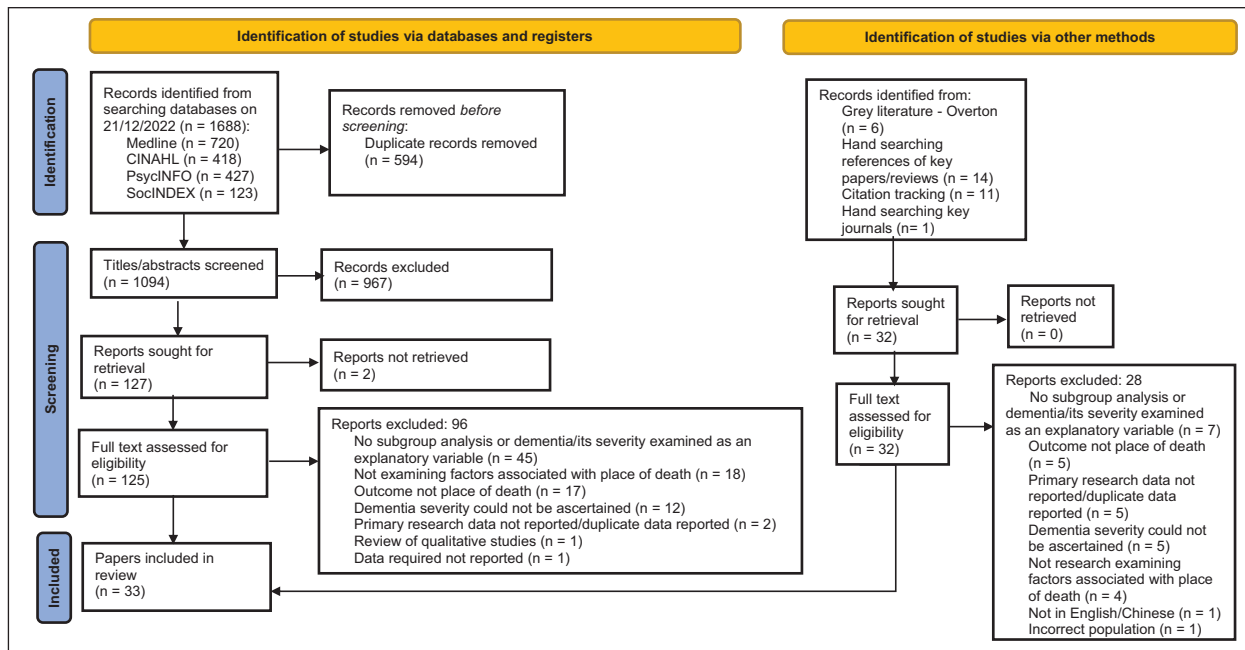 Identification of studies via databases and registers
Identification of studies via other methods
Identification
Records identified from
searching databases on
21/12/2022 (n = 1688):
Medline (n = 720)
CINAHL (n = 418)
PsycINFO (n = 427)
SocINDEX (n = 123)
Records removed before
screening:
Duplicate records removed
(n = 594)
Records identified from:
Grey literature - Overton
(n = 6)
Hand searching
references of key
papers/reviews (n = 14)
Citation tracking (n = 11)
Hand searching key
journals (n= 1)
Screening
Titles/abstracts screened
(n = 1094)
Records excluded
(n = 967)
Reports sought for
retrieval
(n = 127)
Reports not retrieved
(n = 2)
Reports sought
for retrieval
(n = 32)
Reports not
retrieved
(n = 0)
Full text assessed for
eligibility
(n = 125)
Reports excluded: 96
No subgroup analysis or dementia/its severity examined as an
explanatory variable (n = 45)
Not examining factors associated with place of death (n = 18)
Outcome not place of death (n = 17)
Dementia severity could not be ascertained (n = 12)
Primary research data not reported/duplicate data reported (n = 2)
Review of qualitative studies (n = 1)
Data required not reported (n = 1)
Full text
assessed for
eligibility
(n = 32)
Reports excluded: 28
No subgroup analysis or
dementia/its severity examined
as an explanatory variable (n = 7)
Outcome not place of death
(n = 5)
Primary research data not
reported/duplicate data
reported (n = 5)
Dementia severity could not
be ascertained (n = 5)
Not research examining
factors associated with place
of death (n = 4)
Not in English/Chinese (n = 1)
Incorrect population (n = 1)
Included
Papers included in
review
(n = 33)